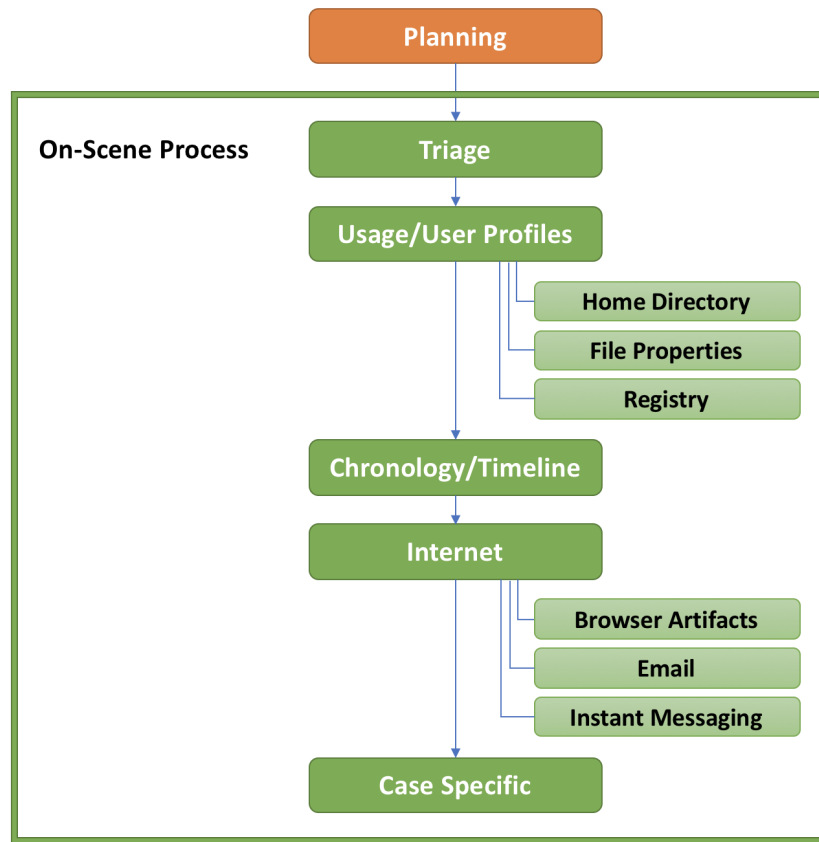 Planning
On-Scene Process
Triage
Usage/User Profiles
Home Directory
File Properties
Registry
Chronology/Timeline
Internet
Browser Artifacts
Email
Instant Messaging
Case Specific